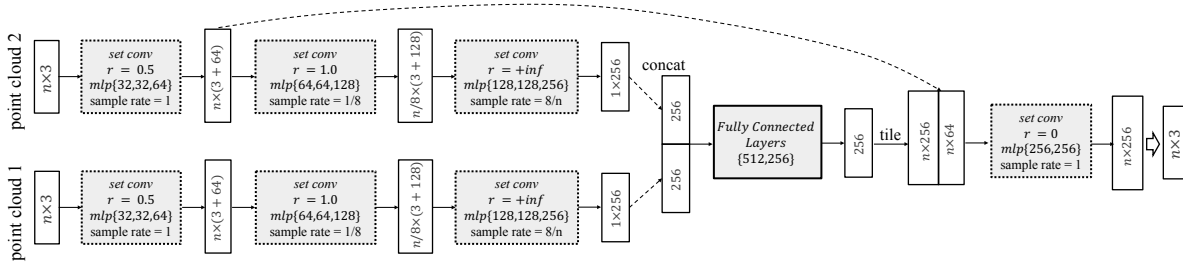 point cloud 2
n×3
set conv
r = 0.5
mlp{32,32,64}
sample rate = 1
n×(3 + 64)
set conv
r = 1.0
mlp{64,64,128}
sample rate = 1/8
n/8×(3 + 128)
set conv
r = +inf
mlp{128,128,256}
sample rate = 8/n
1×256
concat
256
256
Fully Connected
Layers
{512,256}
256
tile
n×256
n×64
set conv
r = 0
mlp{256,256}
sample rate = 1
n×256
n×3
point cloud 1
n×3
set conv
r = 0.5
mlp{32,32,64}
sample rate = 1
n×(3 + 64)
set conv
r = 1.0
mlp{64,64,128}
sample rate = 1/8
n/8×(3 + 128)
set conv
r = +inf
mlp{128,128,256}
sample rate = 8/n
1×256